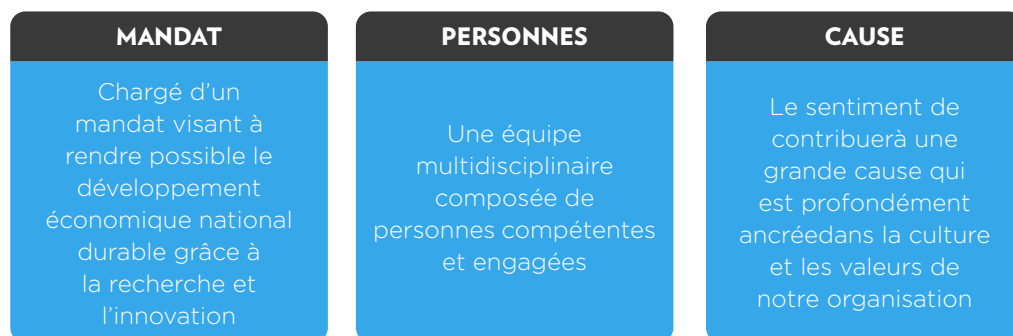 MANDAT
Chargé d'un
mandat visant à
rendre possible le
développement
économique national
durable grâce à
la recherche et
l'innovation
PERSONNES
Une équipe
multidisciplinaire
composée de
personnes compétentes
et engagées
CAUSE
Le sentiment de
contribuerà une
grande cause qui
est profondément
ancréedans la culture
et les valeurs de
notre organisation